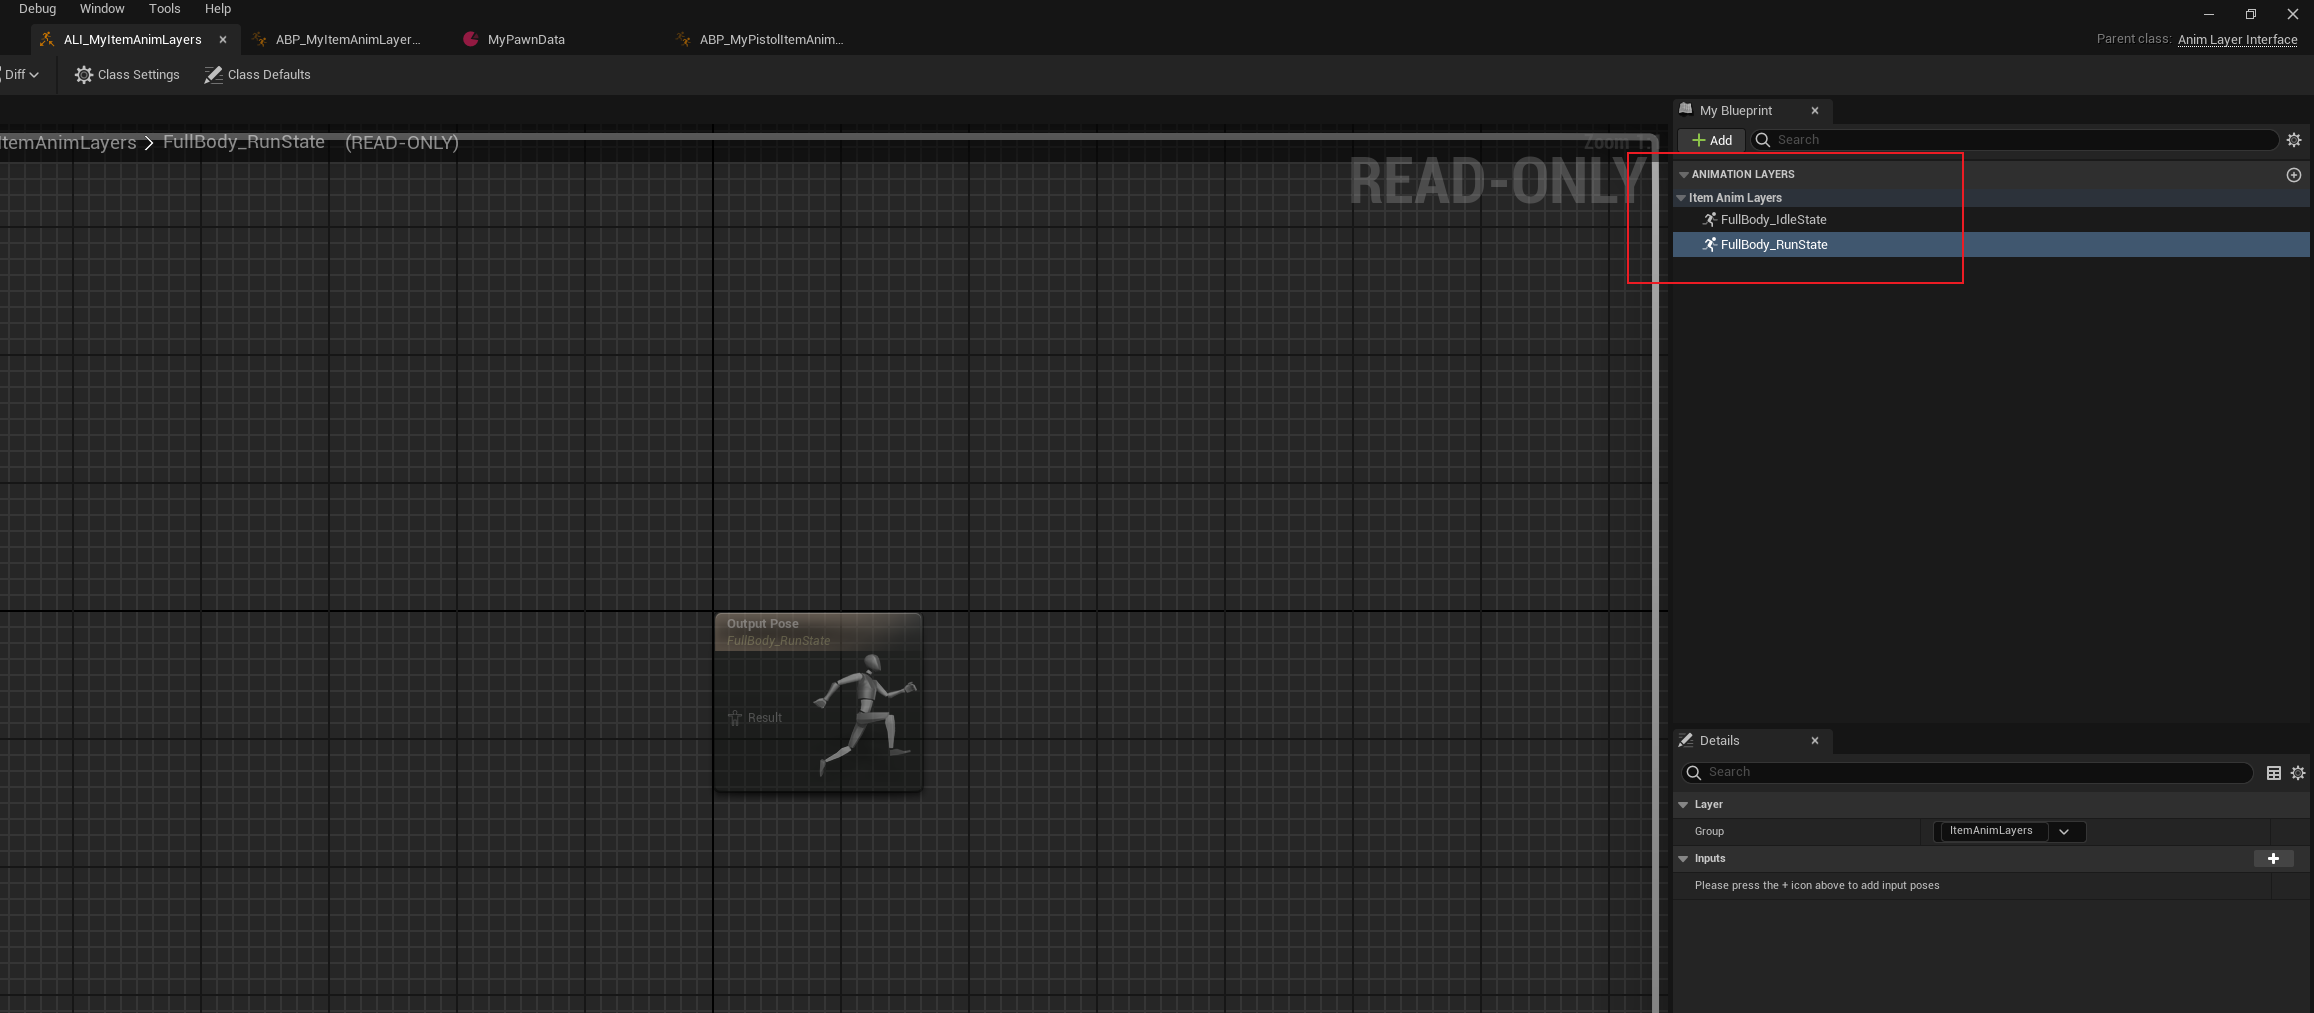 Debug Window Tools Help
ALI_MyItemAnimLayers
ABP_MyItemAnimLayer...
MyPawnData
ABP_MyPistolItemAnim...
Parent class: Anim Layer Interface
Diff
Class Settings
Class Defaults
My Blueprint
ItemAnimLayers > FullBody_RunState (READ-ONLY)
Zoom 1:1
READ-ONLY
+ Add
Search
ANIMATION LAYERS
Item Anim Layers
FullBody_IdleState
FullBody_RunState
Output Pose
FullBody_RunState
Result
Details
Search
Layer
Group
ItemAnimLayers
Inputs
Please press the + icon above to add input poses